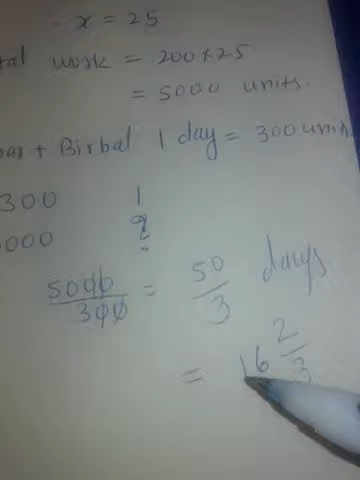 x = 25
work = 200 × 25
= 5000 units.
+ Birbal 1 day = 300 units
300 1
000 ?
5000/300 = 50/3 days
= 16 2/3